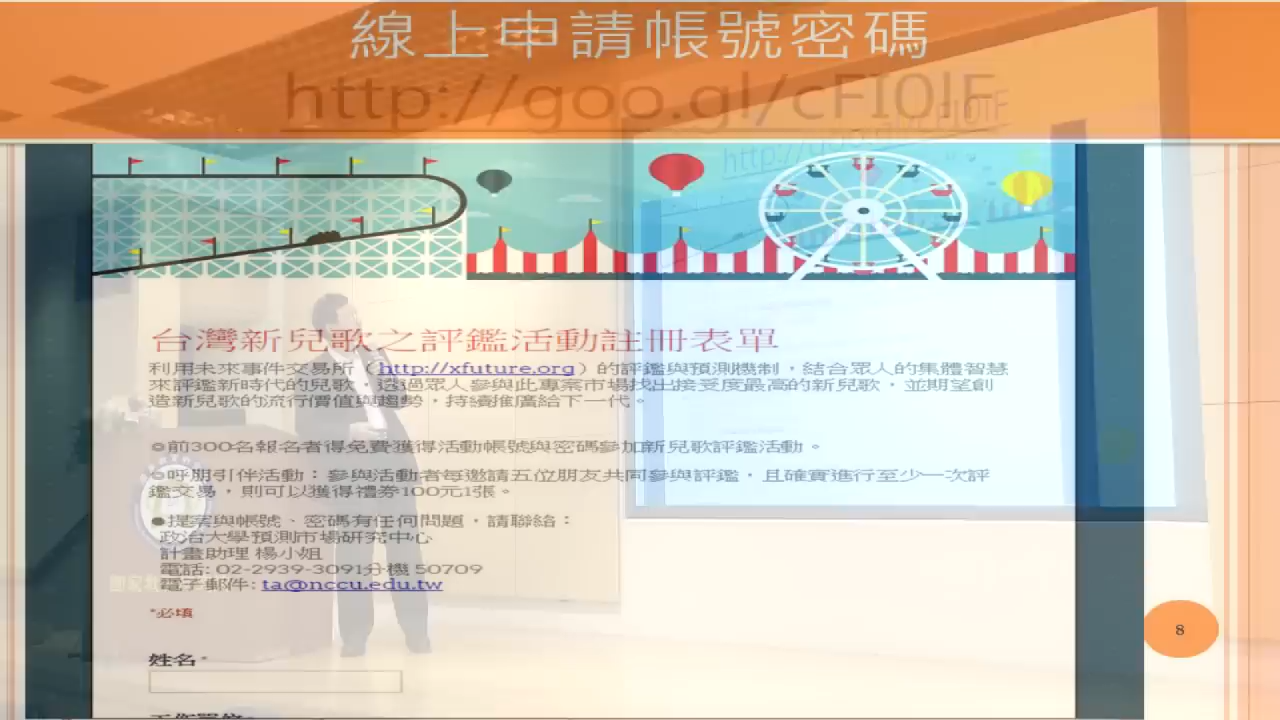 線上申請帳號密碼
http://goo.gl/cFI0IF
台灣新兒歌之評鑑活動註冊表單
利用未來事件交易所（http://xfuture.org）的評鑑與預測機制，結合眾人的集體智慧
來評鑑新時代的兒歌，透過眾人參與此專案市場找出接受度最高的新兒歌，並期望創
造新兒歌的流行價值與趨勢，持續推廣給下一代。
◎前300名報名者得免費獲得活動帳號與密碼參加新兒歌評鑑活動。
◎呼朋引伴活動：參與活動者每邀請五位朋友共同參與評鑑，且確實進行至少一次評
鑑交易，則可以獲得禮券100元1張。
●提案與帳號、密碼有任何問題，請聯絡：
政治大學預測市場研究中心
計畫助理 楊小姐
電話: 02-2939-3091分機 50709
電子郵件: ta@nccu.edu.tw
*必填
姓名 *
8